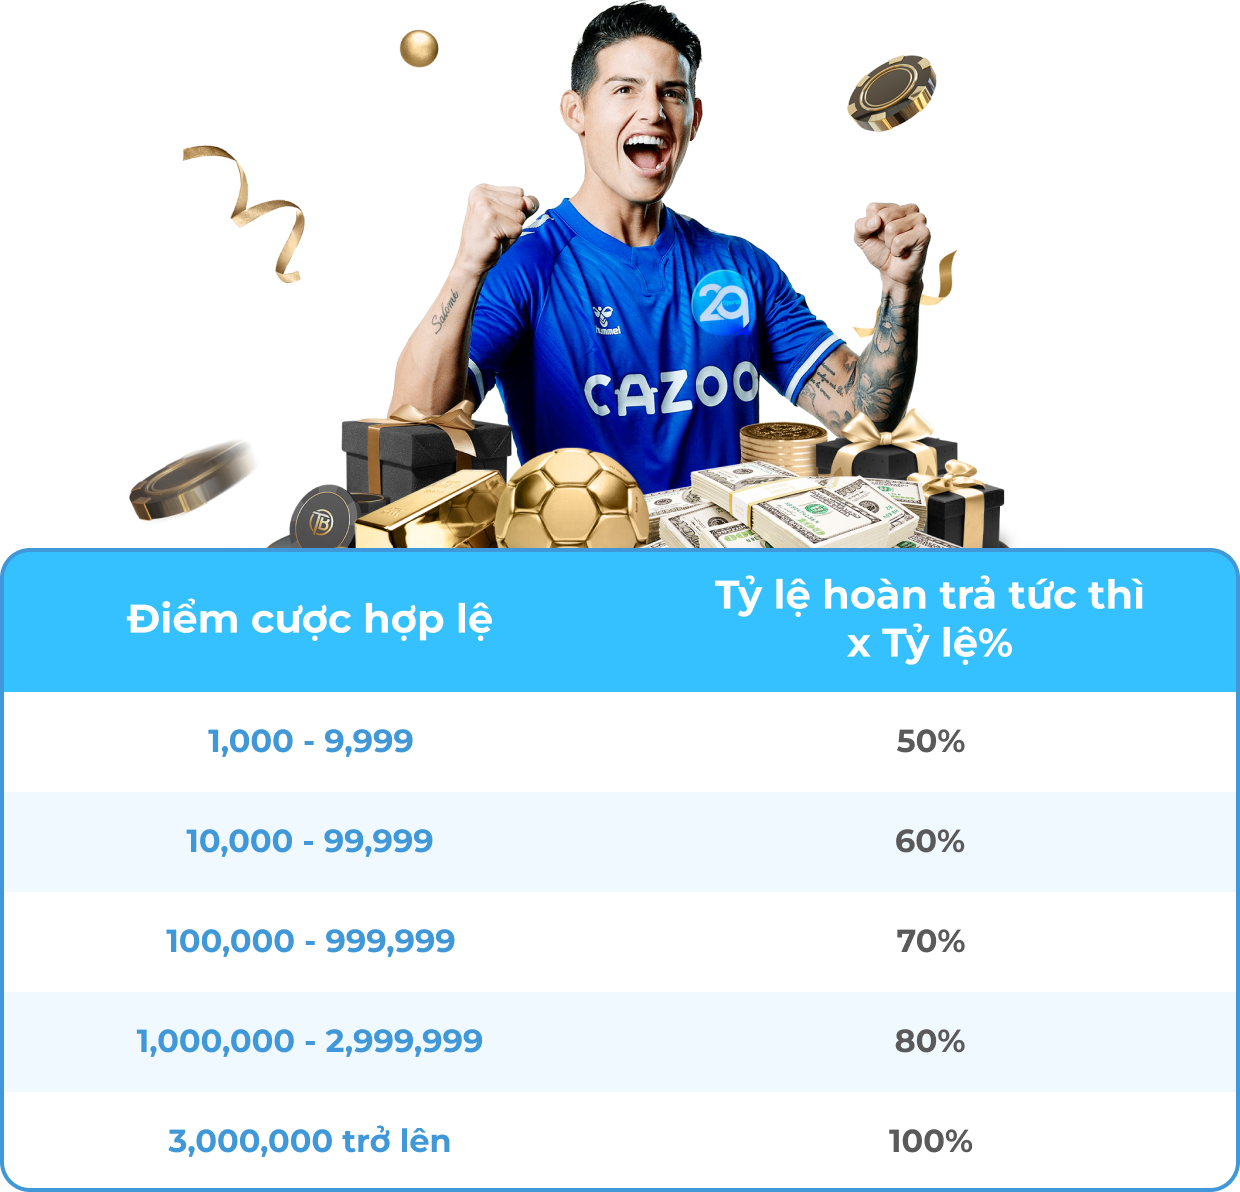 Salomé
29
hummel
CAZOO
TB
100
Điểm cược hợp lệ
Tỷ lệ hoàn trả tức thì
x Tỷ lệ%
1,000 - 9,999
50%
10,000 - 99,999
60%
100,000 - 999,999
70%
1,000,000 - 2,999,999
80%
3,000,000 trở lên
100%